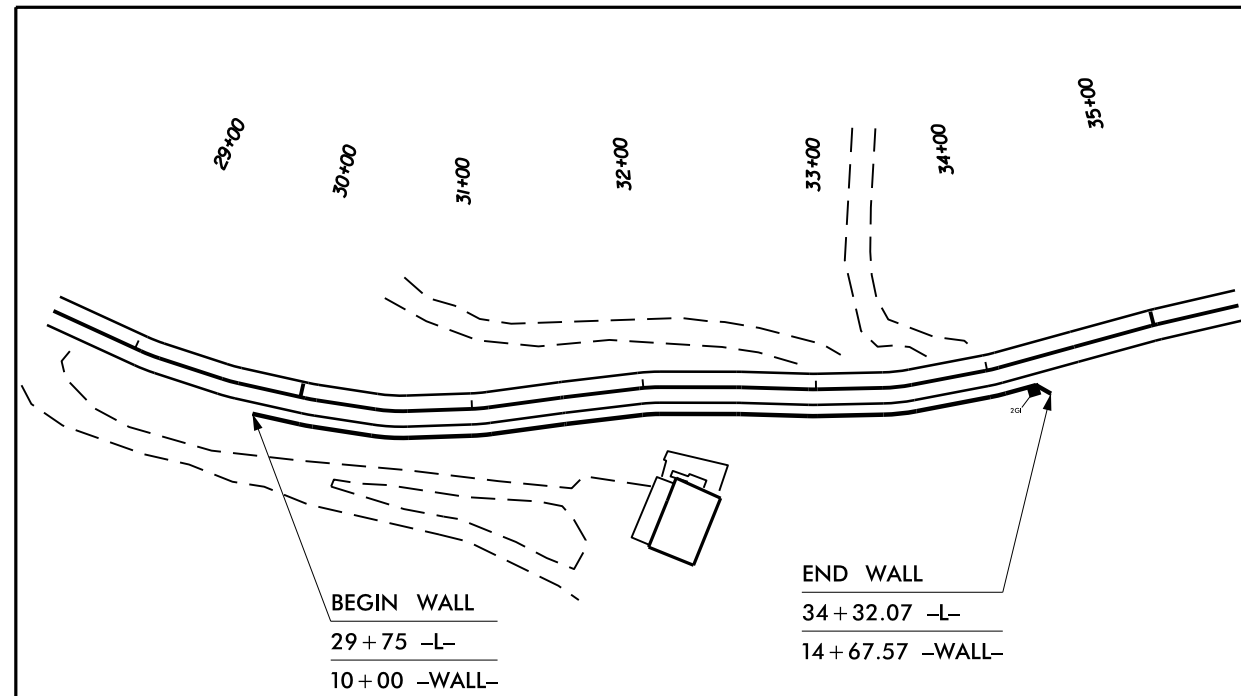 29+00
30+00
31+00
32+00
33+00
34+00
35+00
2GI
BEGIN WALL
29+75 –L–
10+00 –WALL–
END WALL
34+32.07 –L–
14+67.57 –WALL–